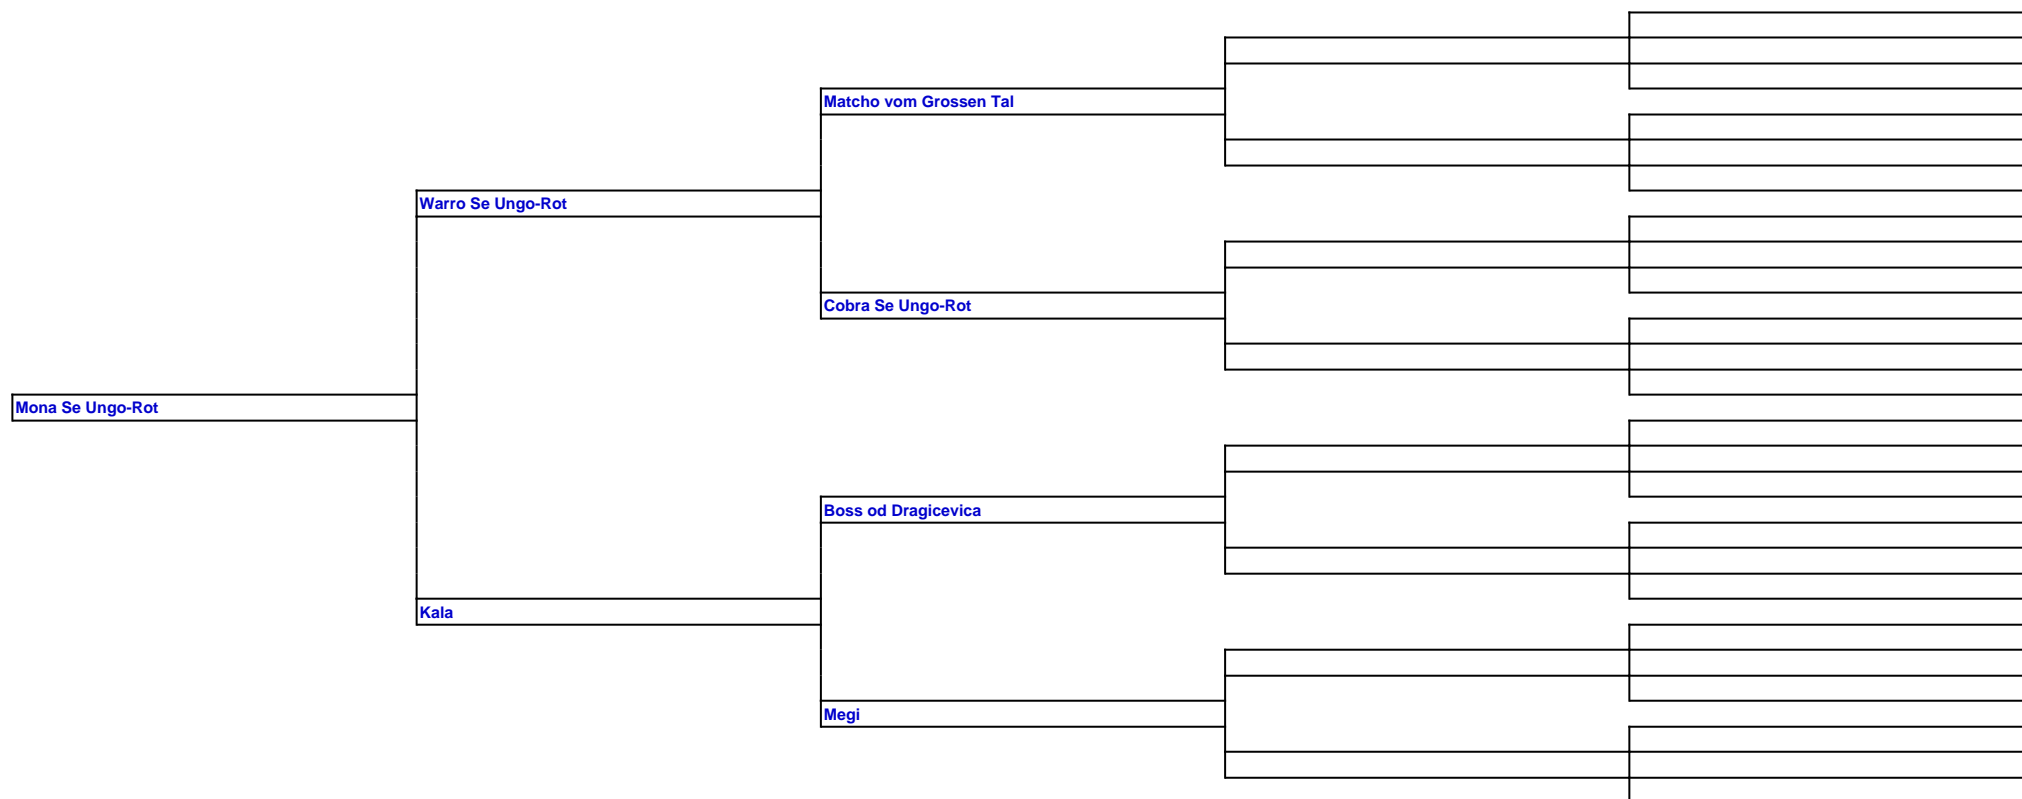 Matcho vom Grossen Tal
Warro Se Ungo-Rot
Cobra Se Ungo-Rot
Mona Se Ungo-Rot
Boss od Dragicevica
Kala
Megi